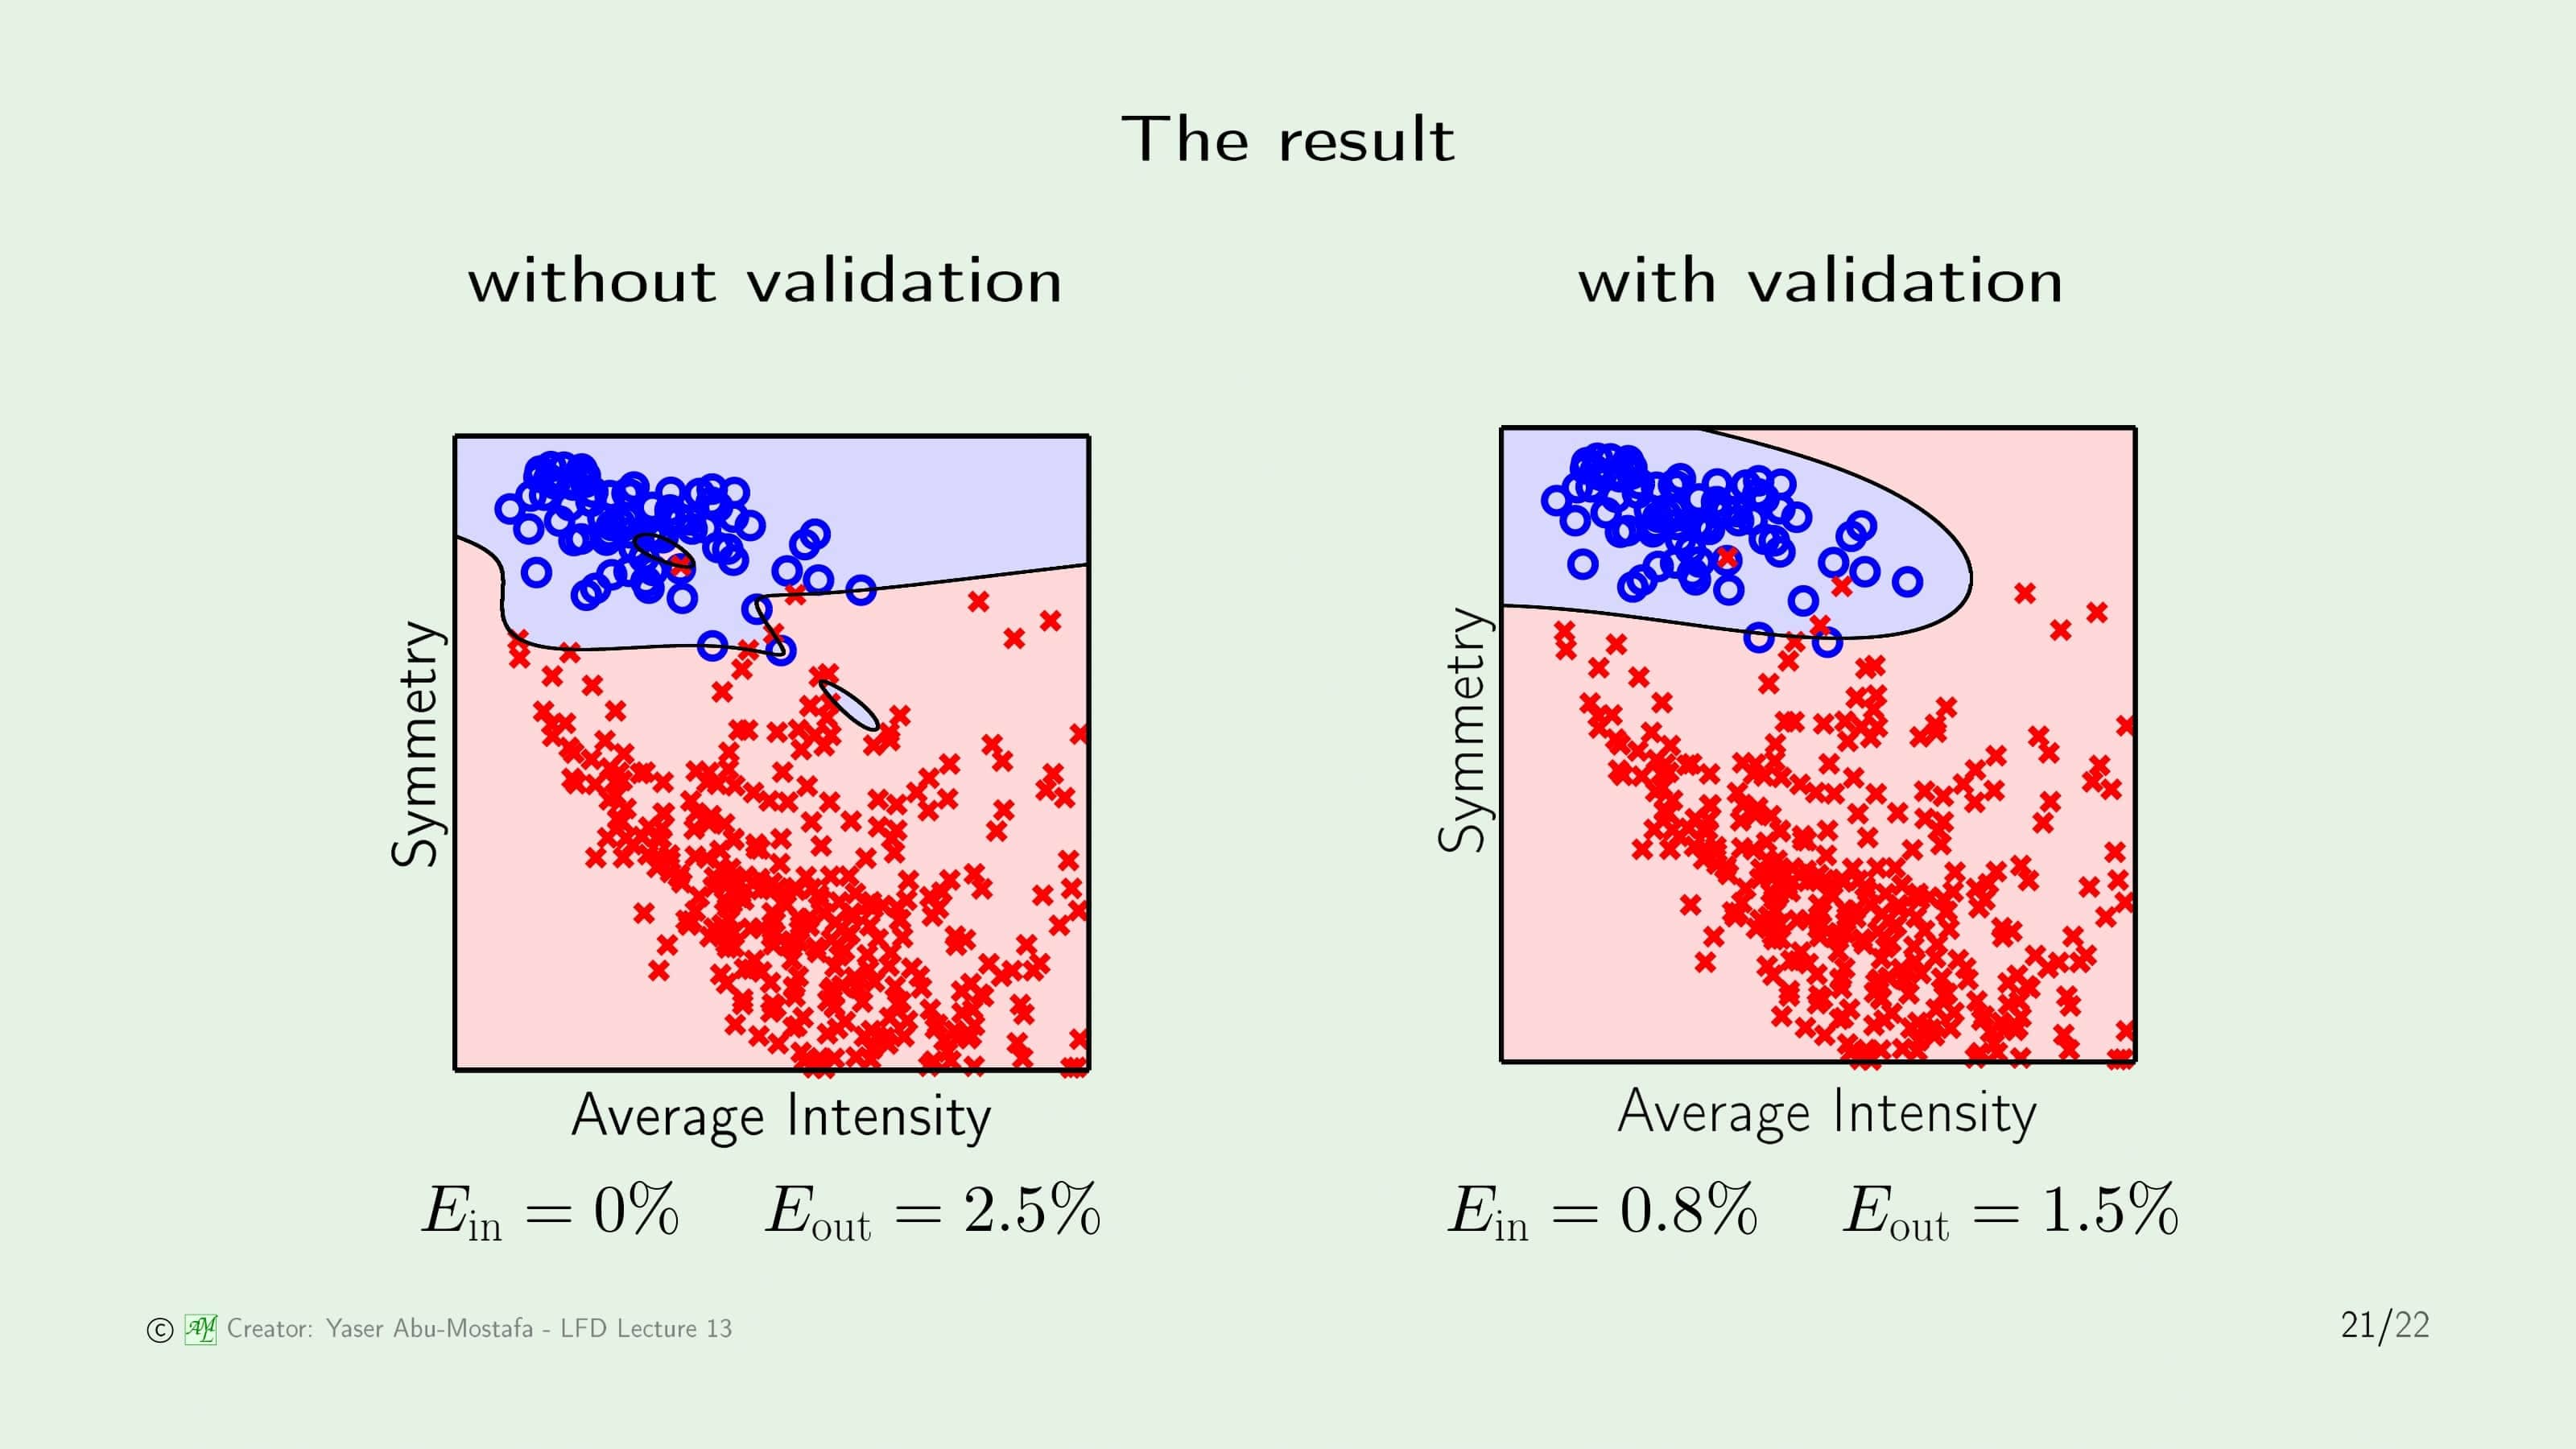 The result
without validation
with validation
Symmetry
Average Intensity
Symmetry
Average Intensity
E_in = 0% E_out = 2.5%
E_in = 0.8% E_out = 1.5%
© AML Creator: Yaser Abu-Mostafa - LFD Lecture 13
21/22